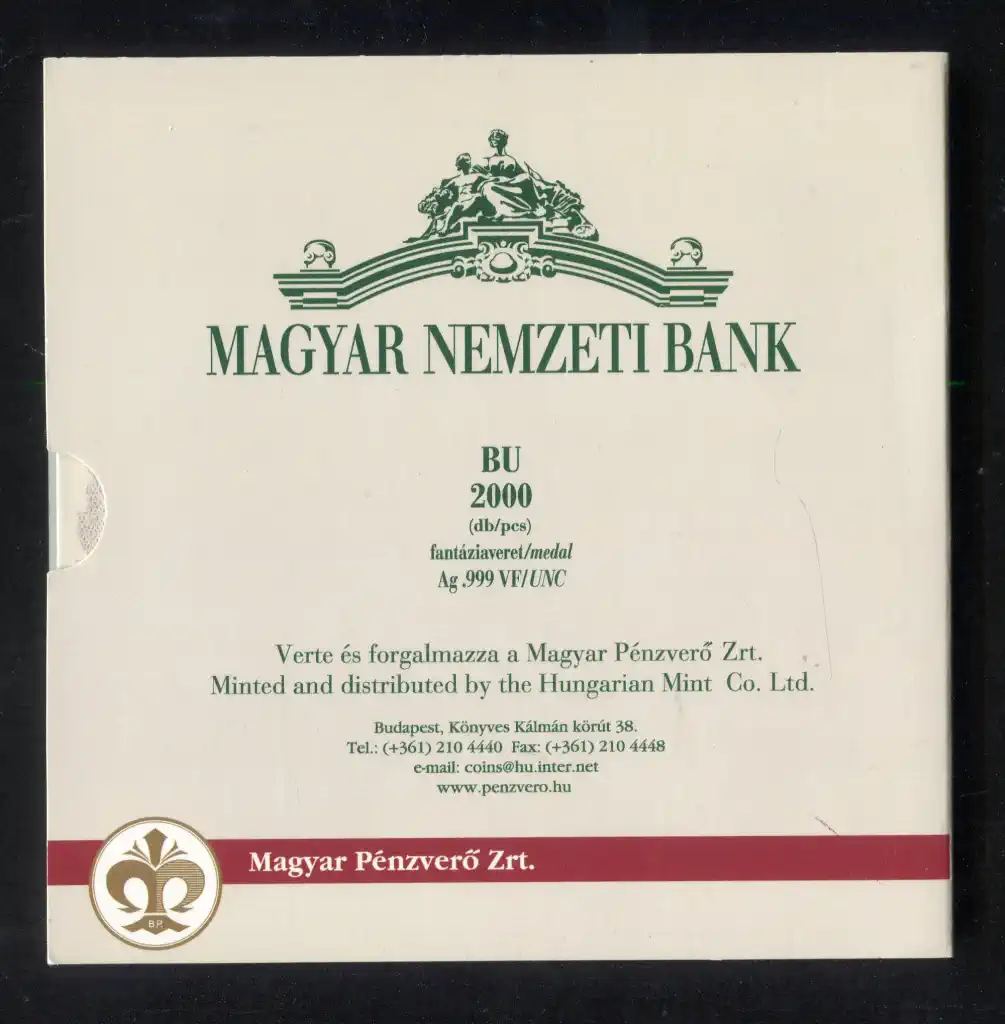 MAGYAR NEMZETI BANK
BU
2000
(db/pcs)
fantáziaveret/medal
Ag .999 VF/UNC
Verte és forgalmazza a Magyar Pénzverő Zrt.
Minted and distributed by the Hungarian Mint Co. Ltd.
Budapest, Könyves Kálmán körút 38.
Tel.: (+361) 210 4440 Fax: (+361) 210 4448
e-mail: coins@hu.inter.net
www.penzvero.hu
Magyar Pénzverő Zrt.
BP.